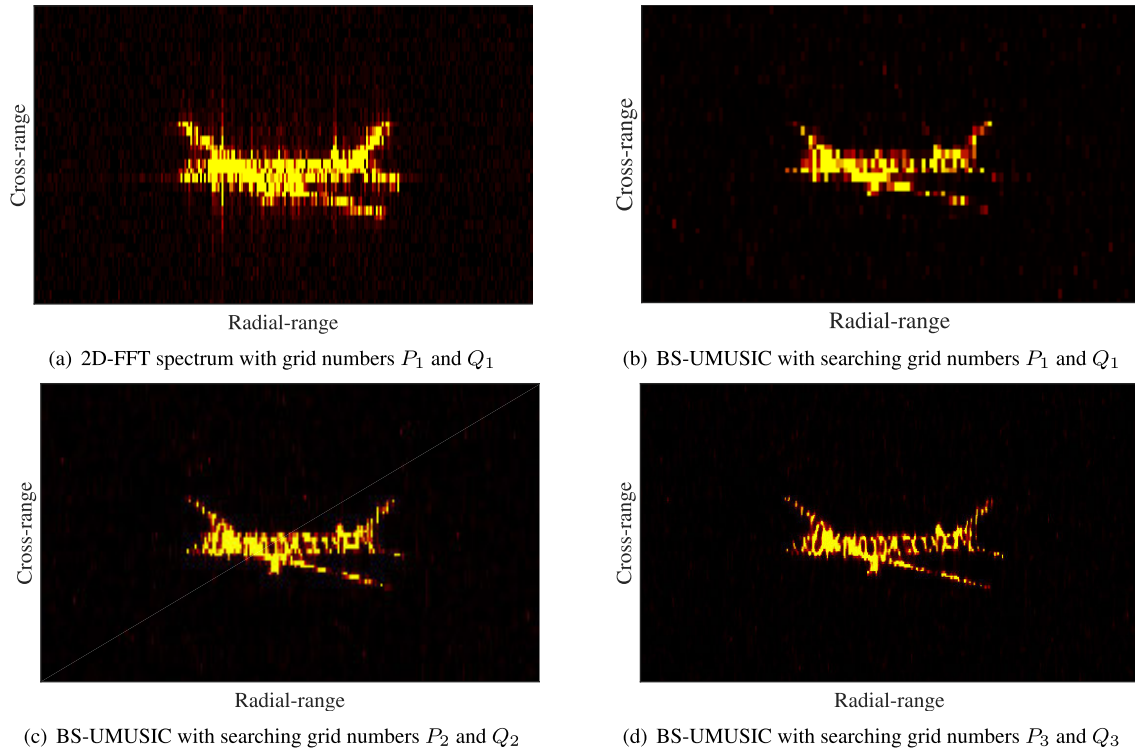 Cross-range
Radial-range
(a) 2D-FFT spectrum with grid numbers P₁ and Q₁
Cross-range
Radial-range
(b) BS-UMUSIC with searching grid numbers P₁ and Q₁
Cross-range
Radial-range
(c) BS-UMUSIC with searching grid numbers P₂ and Q₂
Cross-range
Radial-range
(d) BS-UMUSIC with searching grid numbers P₃ and Q₃